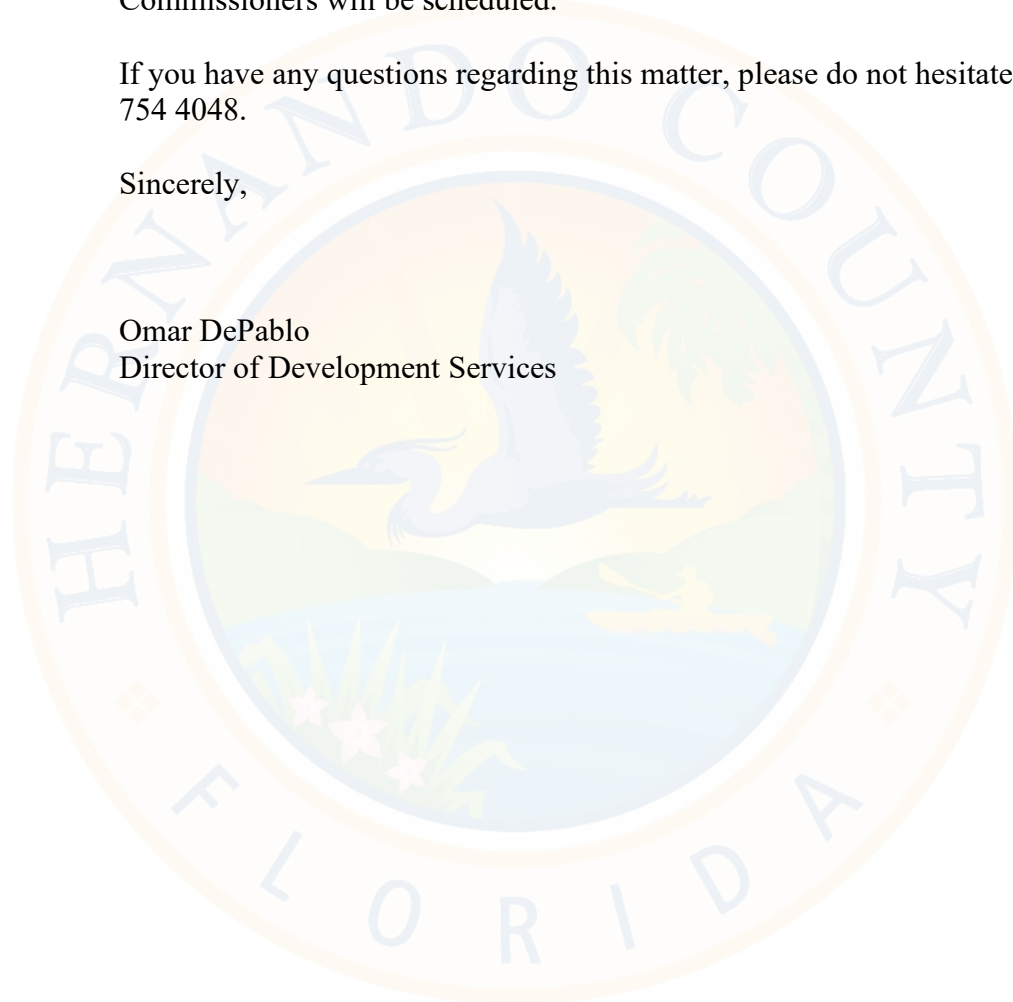 Commissioners will be scheduled.
If you have any questions regarding this matter, please do not hesitate
754 4048.
Sincerely,
Omar DePablo
Director of Development Services
HERNANDO COUNTY
FLORIDA